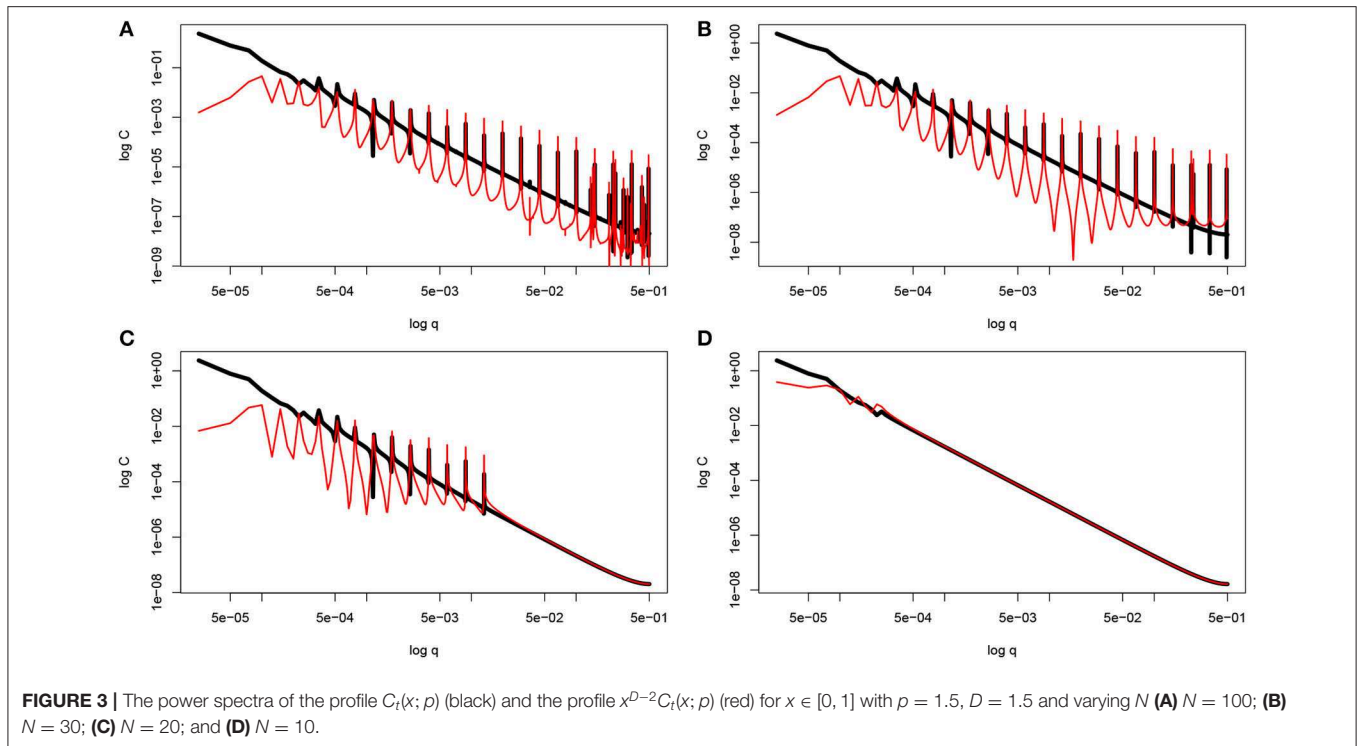 A
log C
1e−01
1e−03
1e−05
1e−07
1e−09
5e−05 5e−04 5e−03 5e−02 5e−01
log q
B
log C
1e+00
1e−02
1e−04
1e−06
1e−08
5e−05 5e−04 5e−03 5e−02 5e−01
log q
C
log C
1e+00
1e−02
1e−04
1e−06
1e−08
5e−05 5e−04 5e−03 5e−02 5e−01
log q
D
log C
1e+00
1e−02
1e−04
1e−06
1e−08
5e−05 5e−04 5e−03 5e−02 5e−01
log q
FIGURE 3 | The power spectra of the profile C_t(x; p) (black) and the profile x^{D−2}C_t(x; p) (red) for x ∈ [0, 1] with p = 1.5, D = 1.5 and varying N (A) N = 100; (B)
N = 30; (C) N = 20; and (D) N = 10.